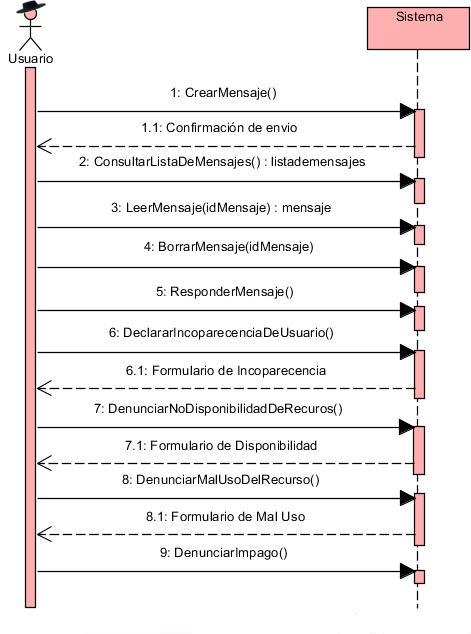 Sistema
Usuario
1: CrearMensaje()
1.1: Confirmación de envio
2: ConsultarListaDeMensajes() : listademensajes
3: LeerMensaje(idMensaje) : mensaje
4: BorrarMensaje(idMensaje)
5: ResponderMensaje()
6: DeclararIncoparecenciaDeUsuario()
6.1: Formulario de Incoparecencia
7: DenunciarNoDisponibilidadDeRecuros()
7.1: Formulario de Disponibilidad
8: DenunciarMalUsoDelRecurso()
8.1: Formulario de Mal Uso
9: DenunciarImpago()